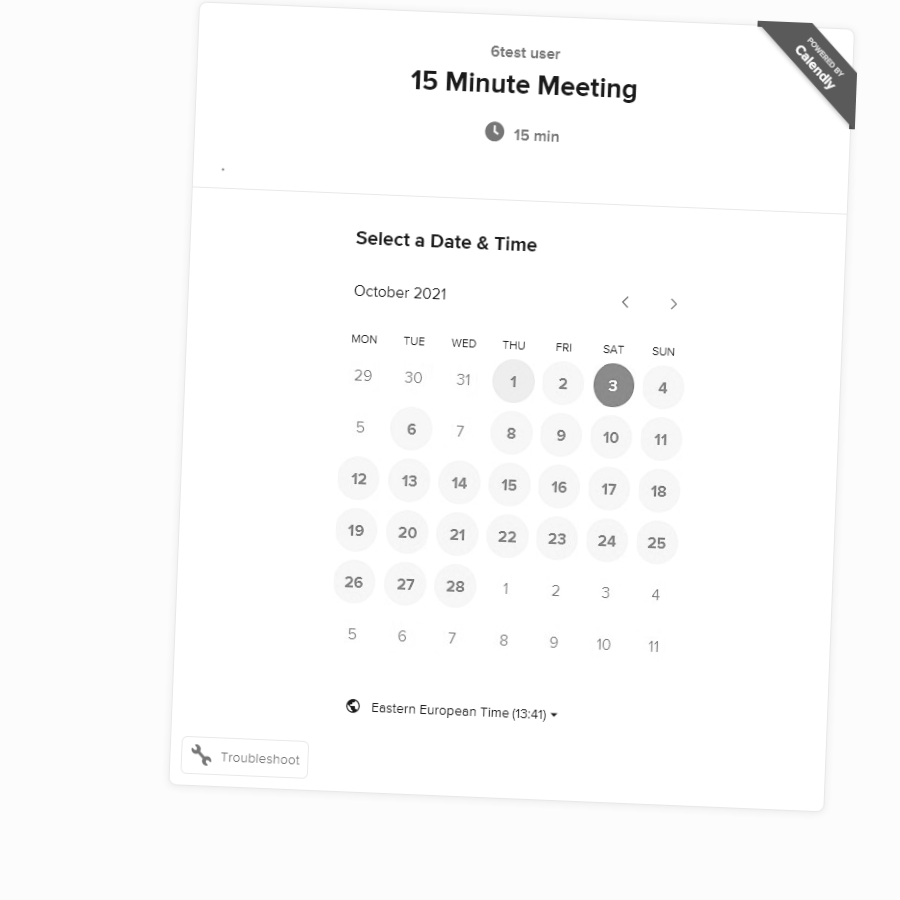 6test user
POWERED BY
Calendly
15 Minute Meeting
15 min
.
Select a Date & Time
October 2021
MON TUE WED THU FRI SAT SUN
29 30 31 1 2 3 4
5 6 7 8 9 10 11
12 13 14 15 16 17 18
19 20 21 22 23 24 25
26 27 28 1 2 3 4
5 6 7 8 9 10 11
Eastern European Time (13:41)
Troubleshoot